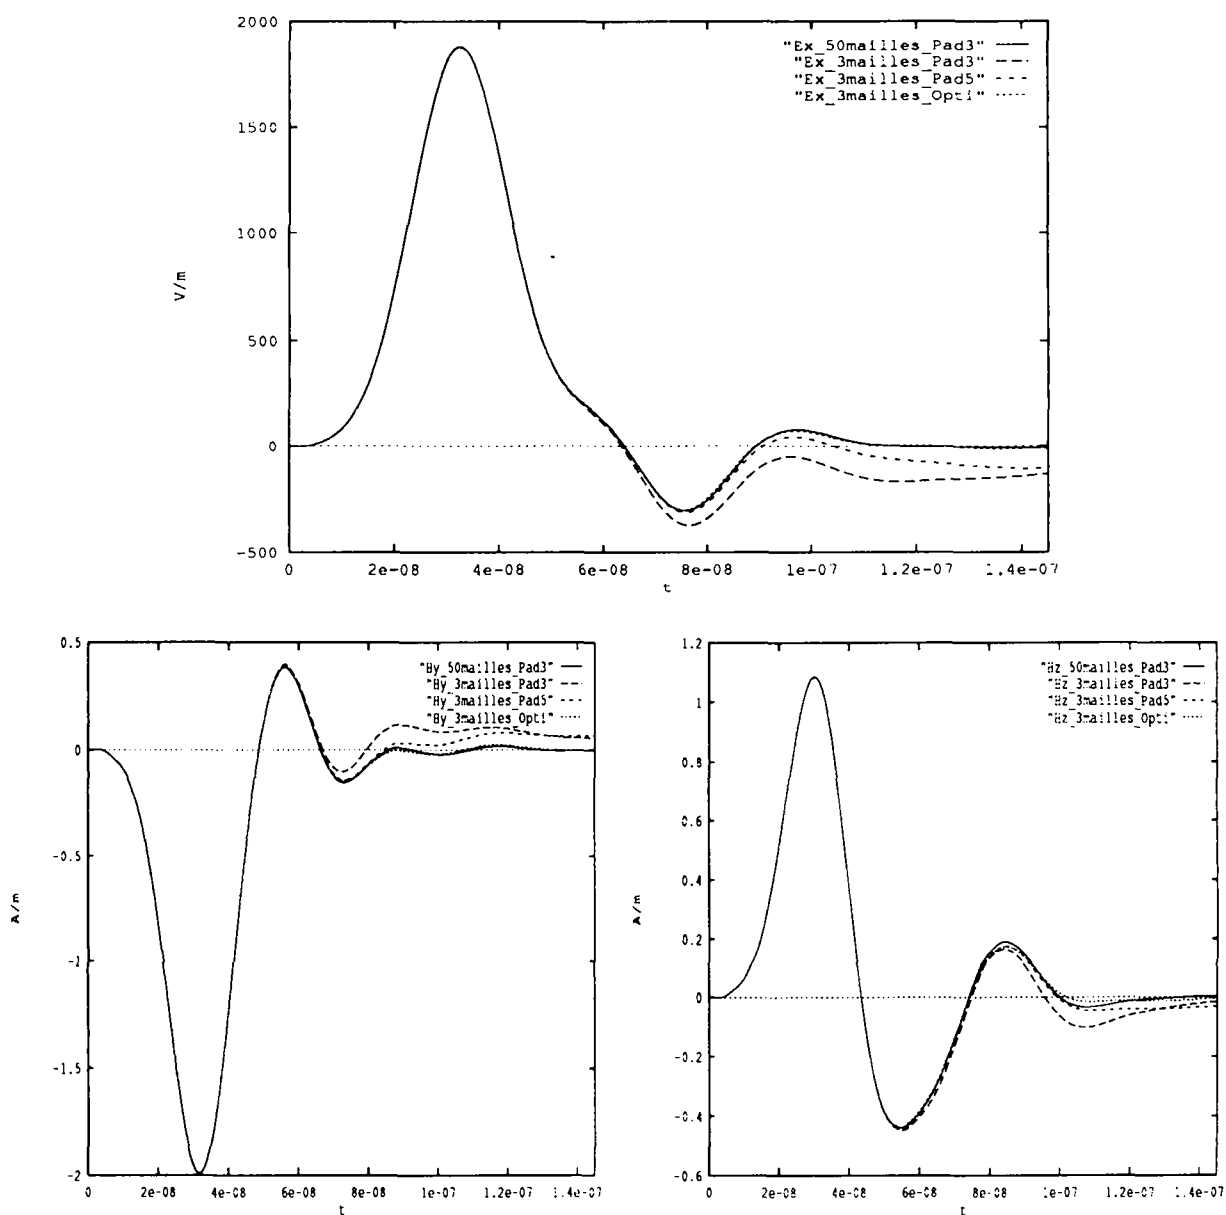 2000
1500
1000
500
0
-500
V/m
"Ex_50mailles_Pad3"
"Ex_3mailles_Pad3"
"Ex_3mailles_Pad5"
"Ex_3mailles_Opti"
0 2e-08 4e-08 6e-08 8e-08 1e-07 1.2e-07 1.4e-07
t
0.5
0
-0.5
-1
-1.5
-2
A/m
"Hy_50mailles_Pad3"
"Hy_3mailles_Pad3"
"Hy_3mailles_Pad5"
"Hy_3mailles_Opti"
0 2e-08 4e-08 6e-08 8e-08 1e-07 1.2e-07 1.4e-07
t
1.2
1
0.8
0.6
0.4
0.2
0
-0.2
-0.4
-0.6
A/m
"Hz_50mailles_Pad3"
"Hz_3mailles_Pad3"
"Hz_3mailles_Pad5"
"Hz_3mailles_Opti"
0 2e-08 4e-08 6e-08 8e-08 1e-07 1.2e-07 1.4e-07
t